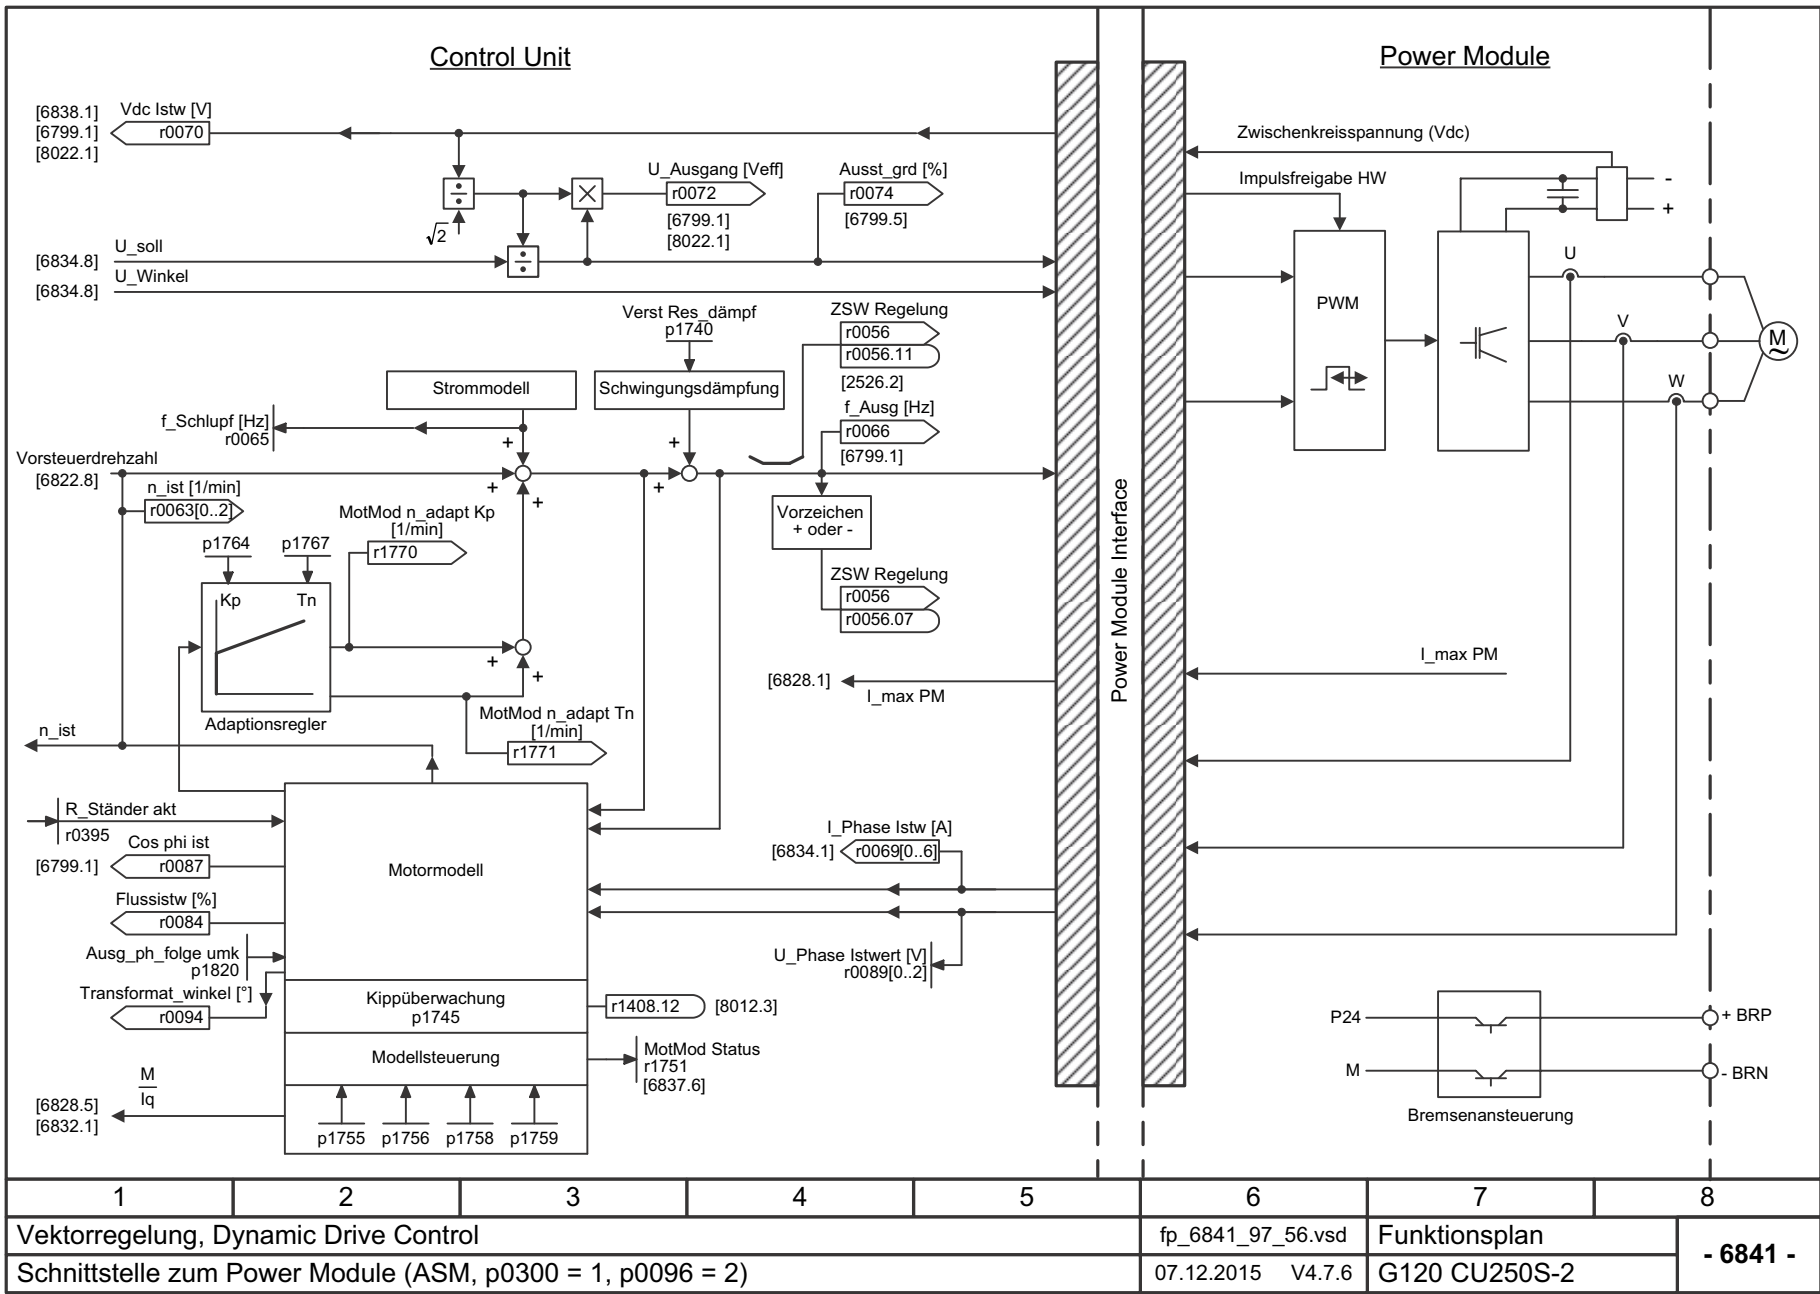 Control Unit
Power Module
[6838.1]
[6799.1]
[8022.1]
Vdc Istw [V]
r0070
÷
√2
×
÷
U_Ausgang [Veff]
r0072
[6799.1]
[8022.1]
Ausst_grd [%]
r0074
[6799.5]
U_soll
[6834.8]
U_Winkel
[6834.8]
Verst Res_dämpf
p1740
ZSW Regelung
r0056
r0056.11
[2526.2]
Strommodell
Schwingungsdämpfung
f_Schlupf [Hz]
r0065
f_Ausg [Hz]
r0066
[6799.1]
+
+
+
+
+
Vorsteuerdrehzahl
[6822.8]
n_ist [1/min]
r0063[0..2]
MotMod n_adapt Kp
[1/min]
r1770
Vorzeichen
+ oder -
p1764
p1767
Kp
Tn
Adaptionsregler
ZSW Regelung
r0056
r0056.07
+
+
[6828.1]
I_max PM
MotMod n_adapt Tn
[1/min]
r1771
n_ist
R_Ständer akt
r0395
Cos phi ist
[6799.1]
r0087
Motormodell
I_Phase Istw [A]
[6834.1]
r0069[0..6]
Flussistw [%]
r0084
Ausg_ph_folge umk
p1820
U_Phase Istwert [V]
r0089[0..2]
Transformat_winkel [°]
r0094
Kippüberwachung
p1745
r1408.12
[8012.3]
Modellsteuerung
MotMod Status
r1751
[6837.6]
M
Iq
[6828.5]
[6832.1]
p1755
p1756
p1758
p1759
Power Module Interface
Zwischenkreisspannung (Vdc)
Impulsfreigabe HW
-
+
PWM
U
V
W
M
~
I_max PM
P24
+ BRP
M
- BRN
Bremsenansteuerung
1
2
3
4
5
6
7
8
Vektorregelung, Dynamic Drive Control
fp_6841_97_56.vsd
Funktionsplan
- 6841 -
Schnittstelle zum Power Module (ASM, p0300 = 1, p0096 = 2)
07.12.2015 V4.7.6
G120 CU250S-2